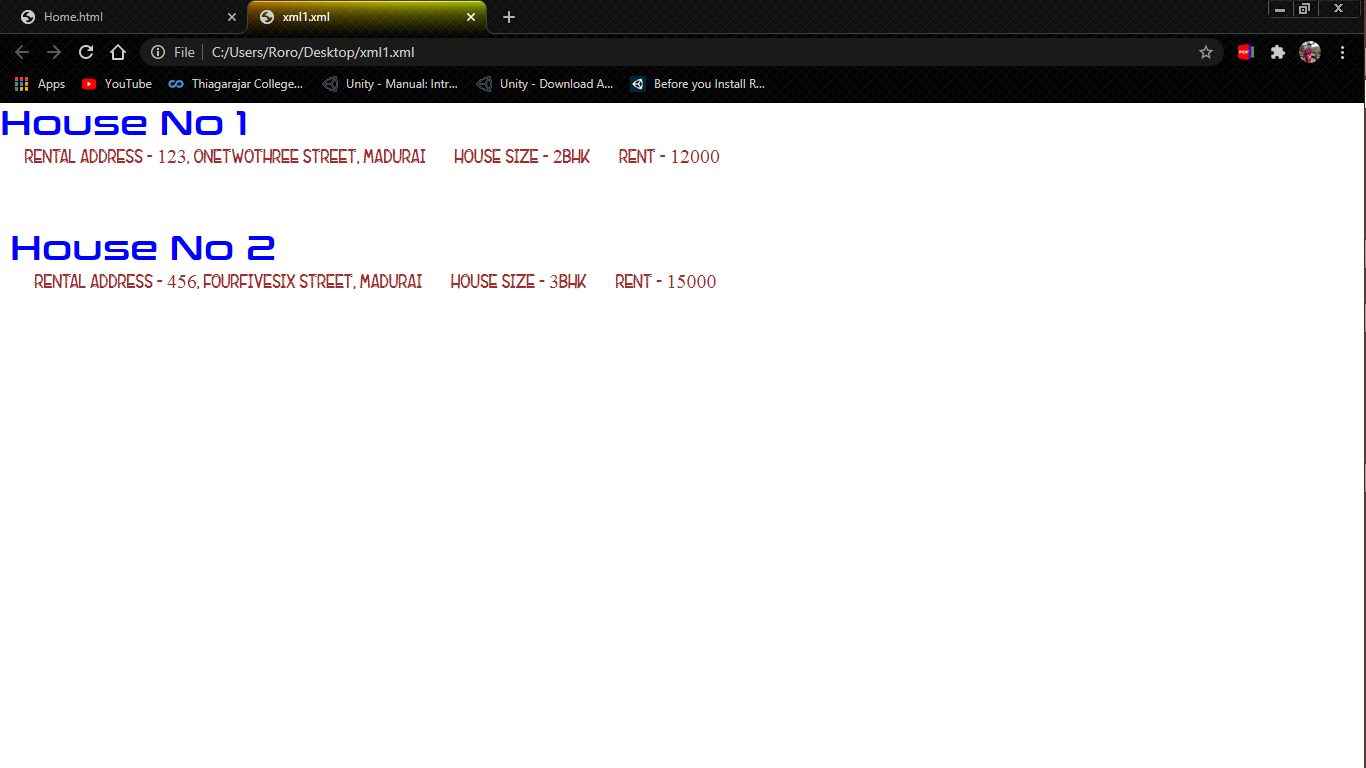 Home.html
xml1.xml
File
C:/Users/Roro/Desktop/xml1.xml
Apps
YouTube
Thiagarajar College...
Unity - Manual: Intr...
Unity - Download A...
Before you Install R...
House No 1
RENTAL ADDRESS - 123, ONETWOTHREE STREET, MADURAI HOUSE SIZE - 2BHK RENT - 12000
House No 2
RENTAL ADDRESS - 456, FOURFIVESIX STREET, MADURAI HOUSE SIZE - 3BHK RENT - 15000